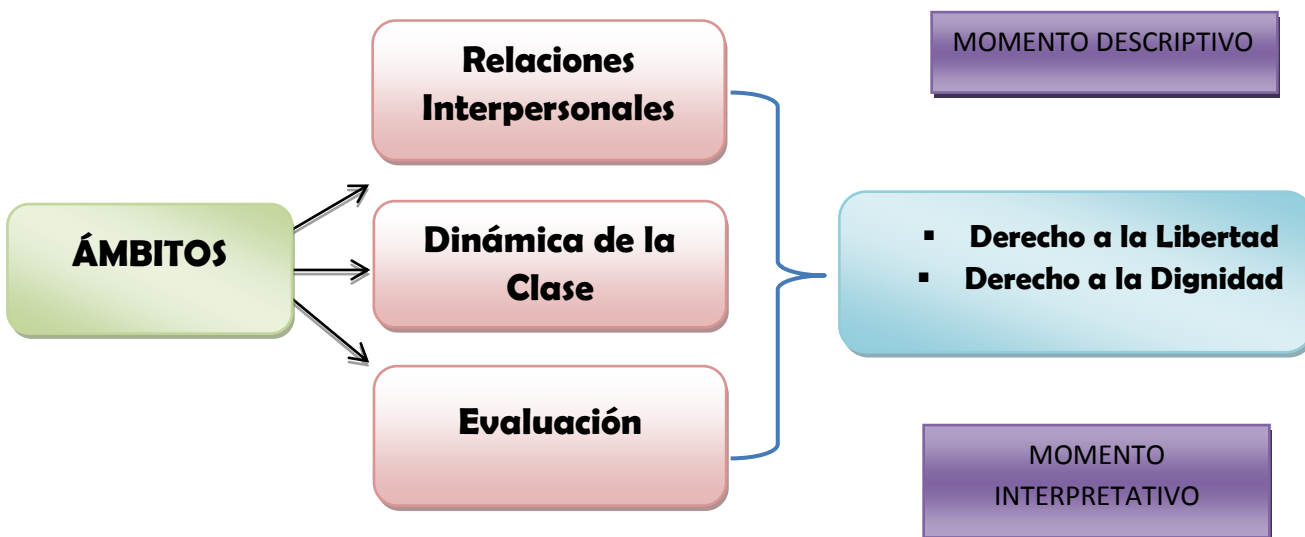 ÁMBITOS
Relaciones
Interpersonales
Dinámica de la
Clase
Evaluación
MOMENTO DESCRIPTIVO
▪ Derecho a la Libertad
▪ Derecho a la Dignidad
MOMENTO
INTERPRETATIVO